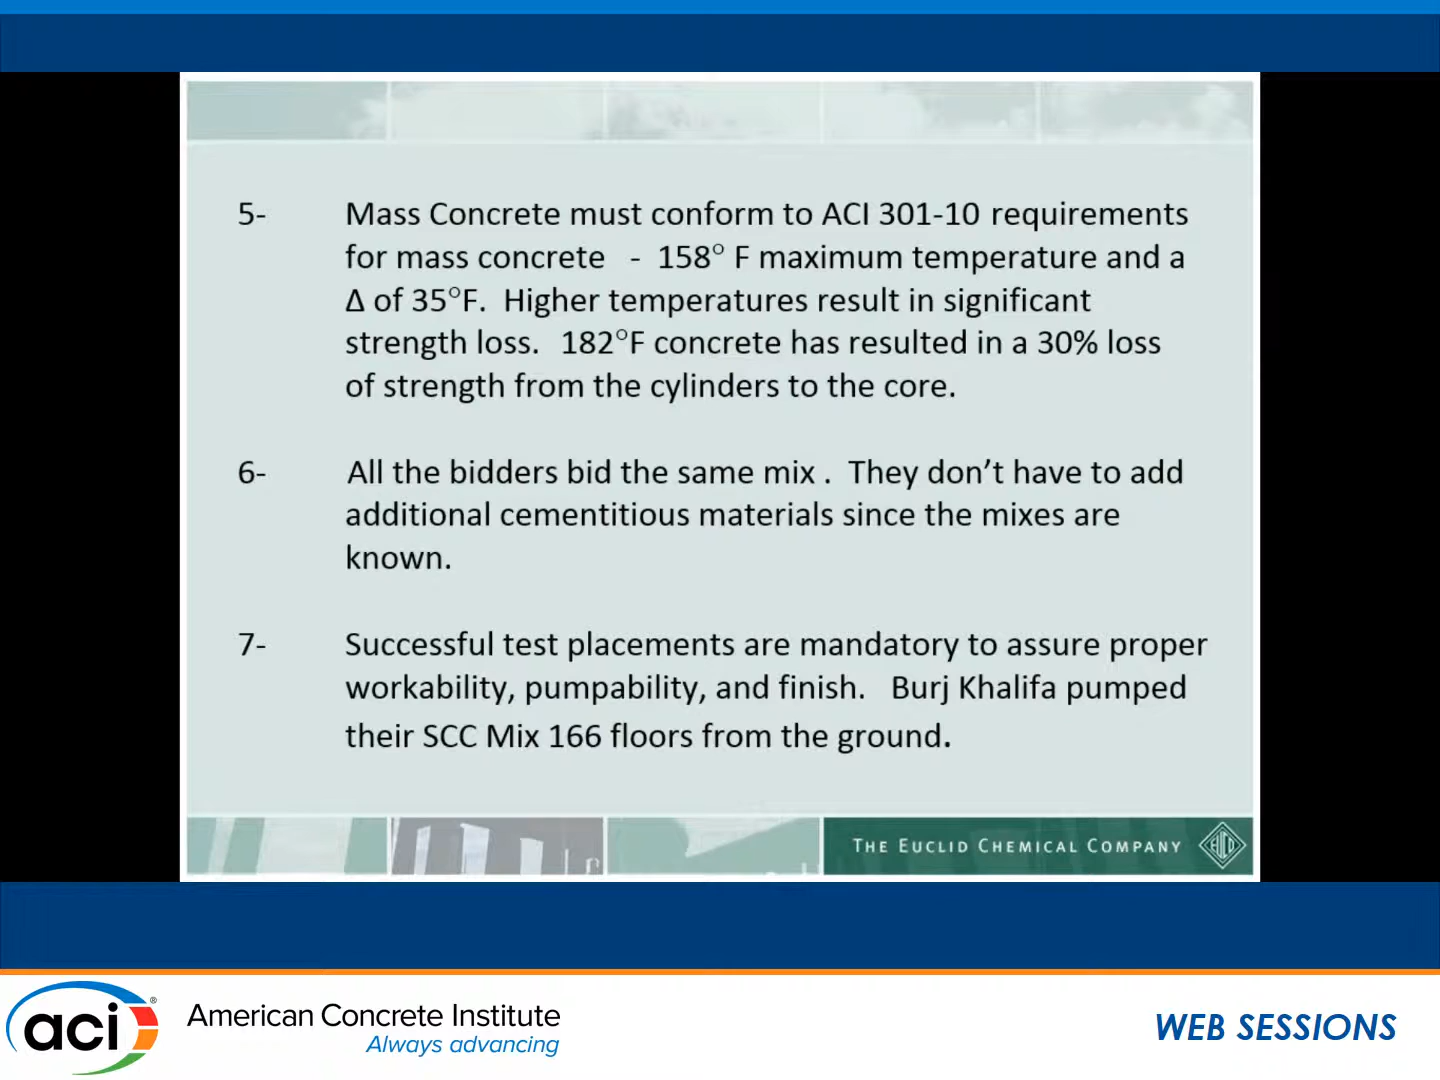 5- Mass Concrete must conform to ACI 301-10 requirements
for mass concrete - 158° F maximum temperature and a
Δ of 35°F. Higher temperatures result in significant
strength loss. 182°F concrete has resulted in a 30% loss
of strength from the cylinders to the core.
6- All the bidders bid the same mix . They don’t have to add
additional cementitious materials since the mixes are
known.
7- Successful test placements are mandatory to assure proper
workability, pumpability, and finish. Burj Khalifa pumped
their SCC Mix 166 floors from the ground.
THE EUCLID CHEMICAL COMPANY
EUCO
aci®
American Concrete Institute
Always advancing
WEB SESSIONS